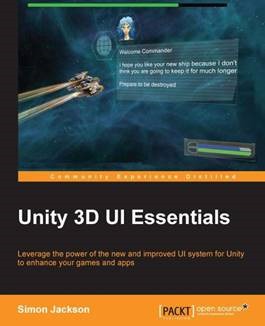 Welcome Commander
I hope you like your ship because I don't
think you are going to keep it for much longer
Prepare to be destroyed
Community Experience Distilled
Unity 3D UI Essentials
Leverage the power of the new and improved UI system for Unity
to enhance your games and apps
Simon Jackson
[PACKT] open source*
PUBLISHING